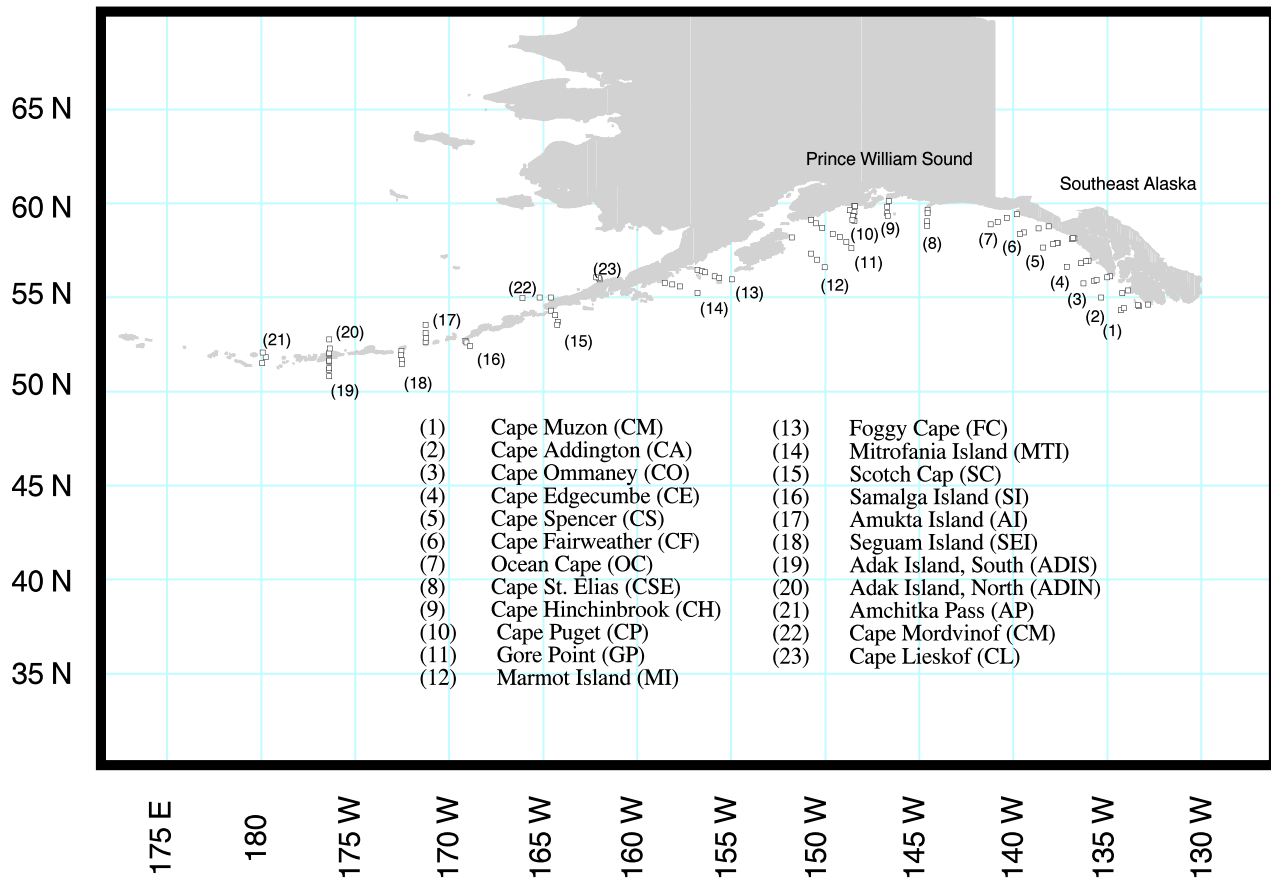 65 N
60 N
55 N
50 N
45 N
40 N
35 N
Prince William Sound
Southeast Alaska
(10)
(9)
(8)
(7)
(6)
(5)
(11)
(12)
(4)
(3)
(2)
(1)
(23)
(22)
(13)
(14)
(17)
(20)
(21)
(15)
(16)
(18)
(19)
(1) Cape Muzon (CM)
(2) Cape Addington (CA)
(3) Cape Ommaney (CO)
(4) Cape Edgecumbe (CE)
(5) Cape Spencer (CS)
(6) Cape Fairweather (CF)
(7) Ocean Cape (OC)
(8) Cape St. Elias (CSE)
(9) Cape Hinchinbrook (CH)
(10) Cape Puget (CP)
(11) Gore Point (GP)
(12) Marmot Island (MI)
(13) Foggy Cape (FC)
(14) Mitrofania Island (MTI)
(15) Scotch Cap (SC)
(16) Samalga Island (SI)
(17) Amukta Island (AI)
(18) Seguam Island (SEI)
(19) Adak Island, South (ADIS)
(20) Adak Island, North (ADIN)
(21) Amchitka Pass (AP)
(22) Cape Mordvinof (CM)
(23) Cape Lieskof (CL)
175 E
180
175 W
170 W
165 W
160 W
155 W
150 W
145 W
140 W
135 W
130 W